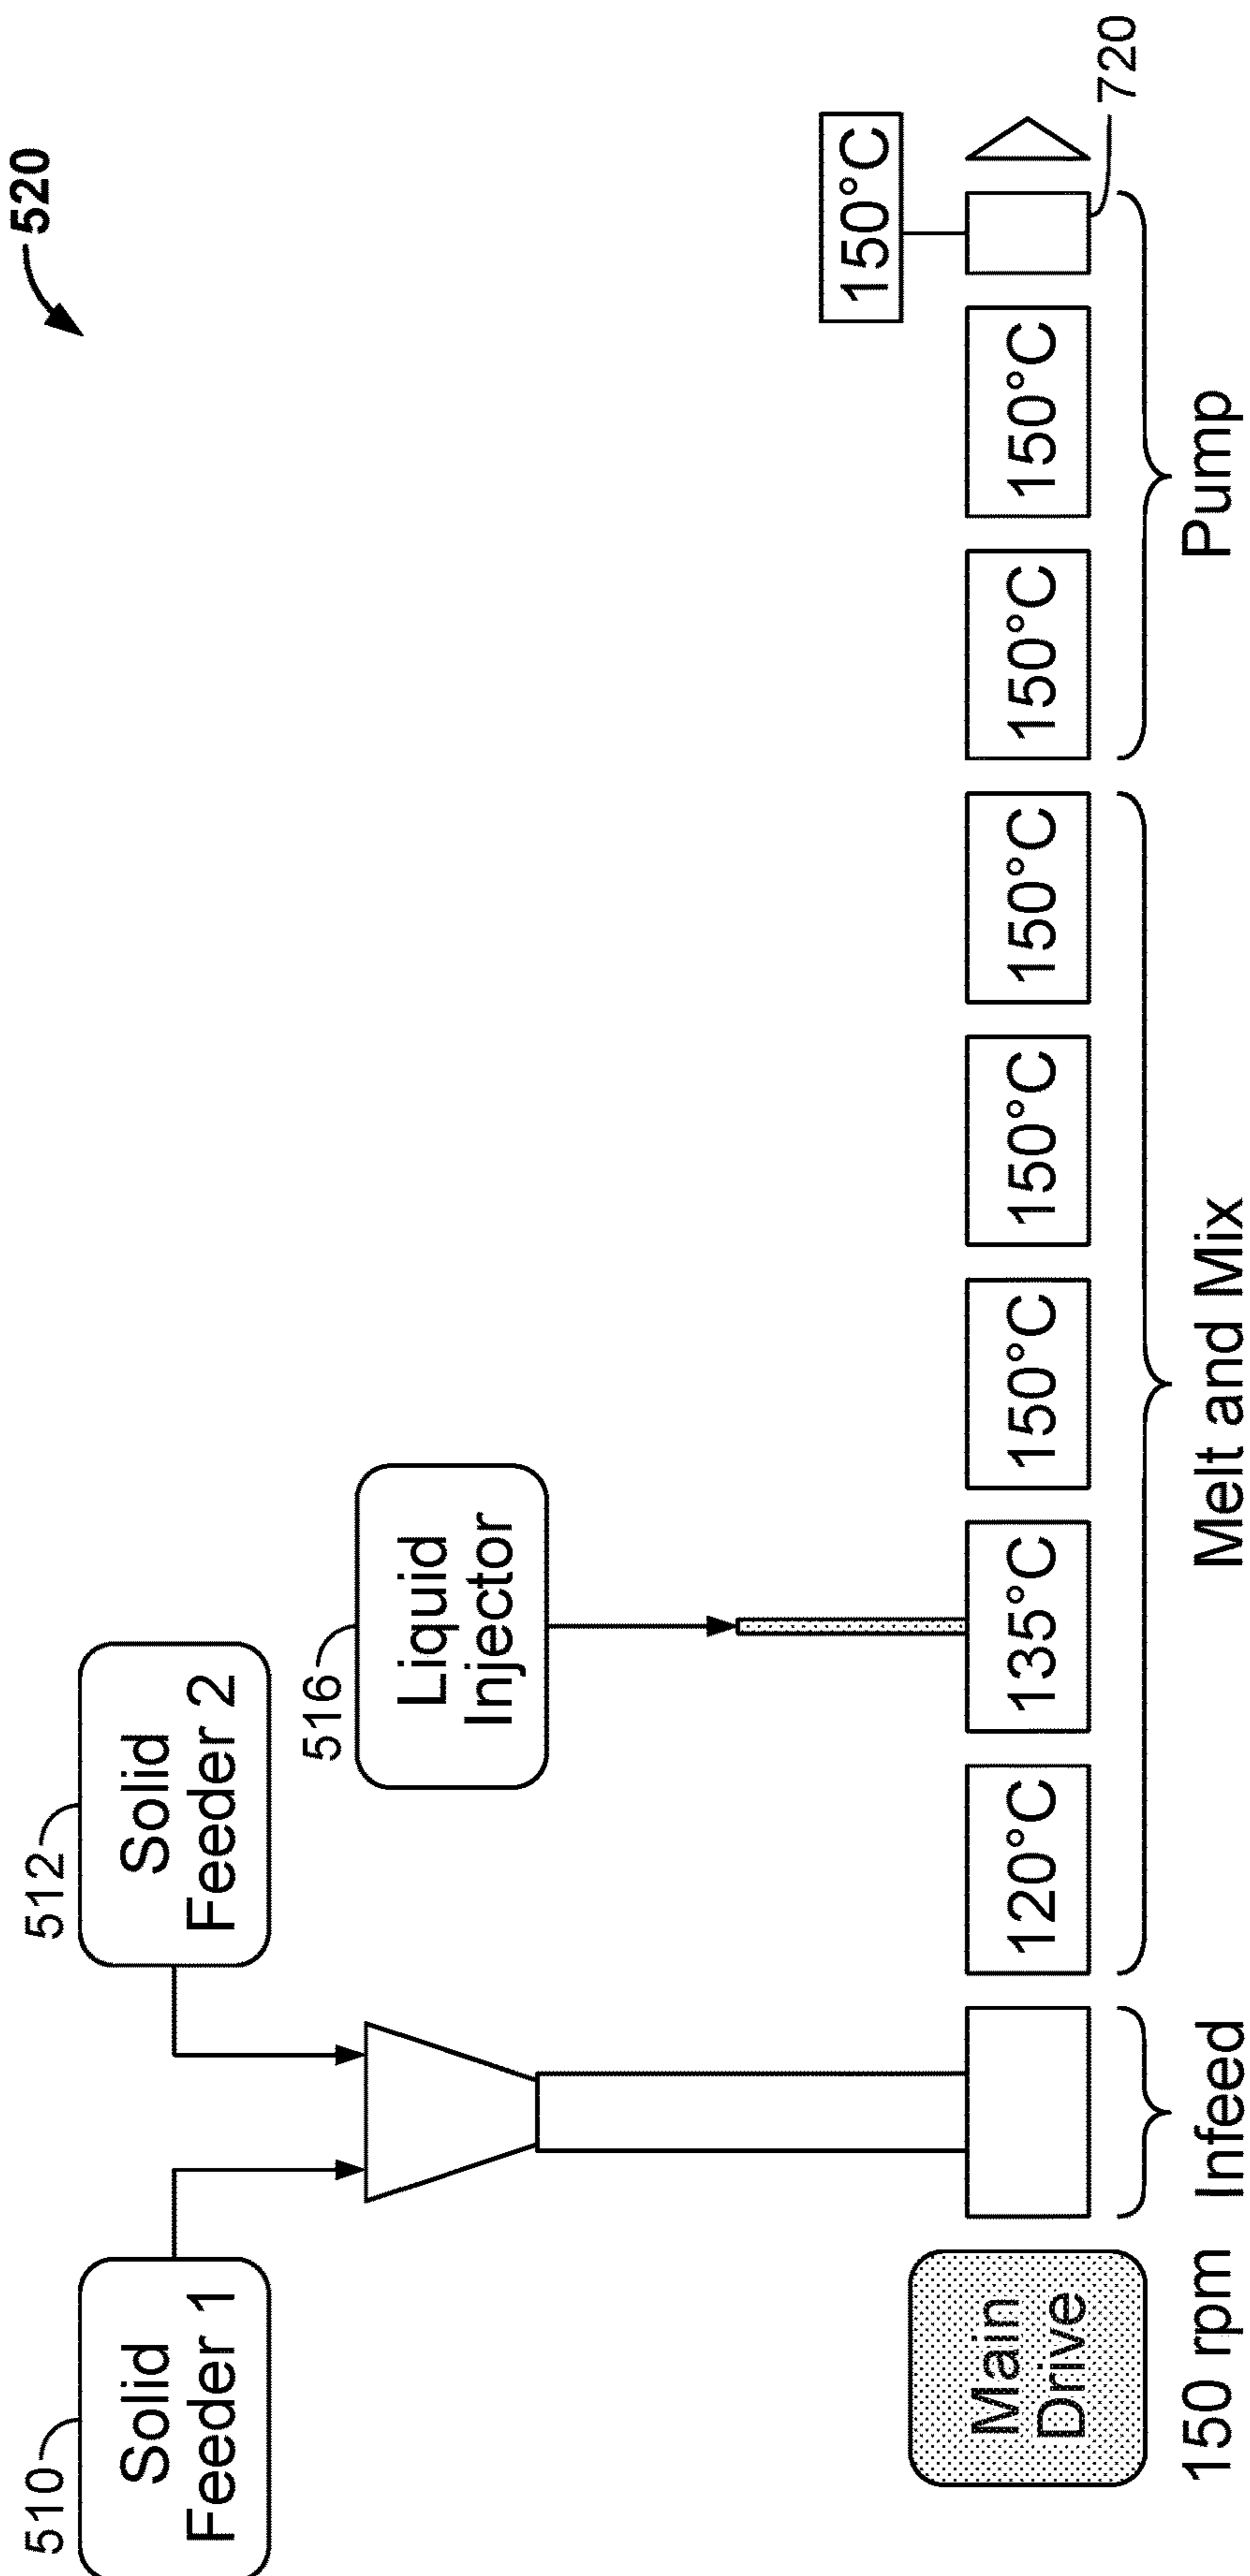 520
510
Solid
Feeder 1
512
Solid
Feeder 2
516
Liquid
Injector
150°C
Main
Drive
120°C
135°C
150°C
150°C
150°C
150°C
150°C
720
150 rpm
Infeed
Melt and Mix
Pump